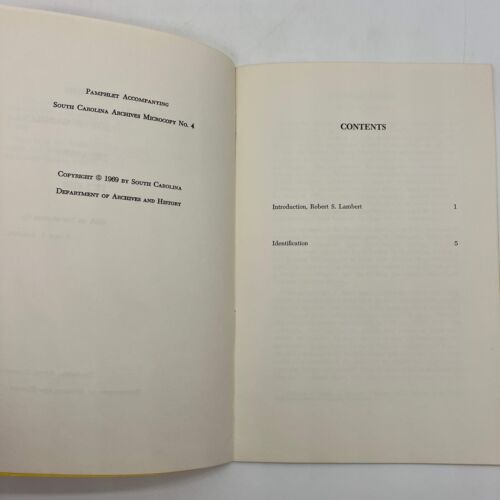 Pamphlet Accompanying
South Carolina Archives Microcopy No. 4
Copyright © 1969 by South Carolina
Department of Archives and History
CONTENTS
Introduction, Robert S. Lambert 1
Identification 5